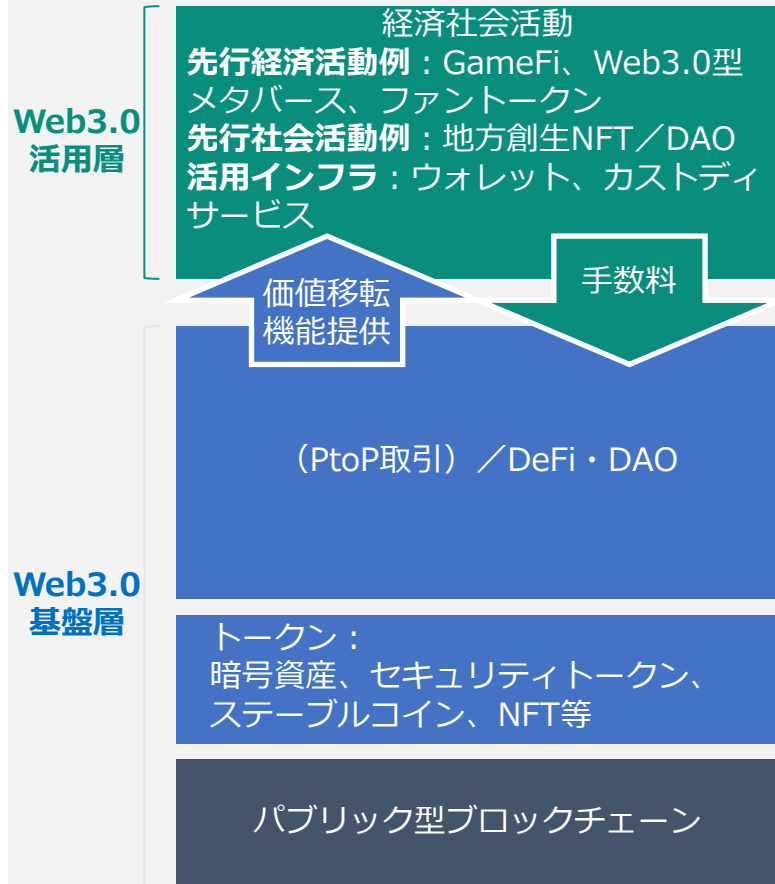 Web3.0
活用層
経済社会活動
先行経済活動例：GameFi、Web3.0型
メタバース、ファントークン
先行社会活動例：地方創生NFT／DAO
活用インフラ：ウォレット、カストディ
サービス
価値移転
機能提供
手数料
Web3.0
基盤層
（PtoP取引）／DeFi・DAO
トークン：
暗号資産、セキュリティトークン、
ステーブルコイン、NFT等
パブリック型ブロックチェーン